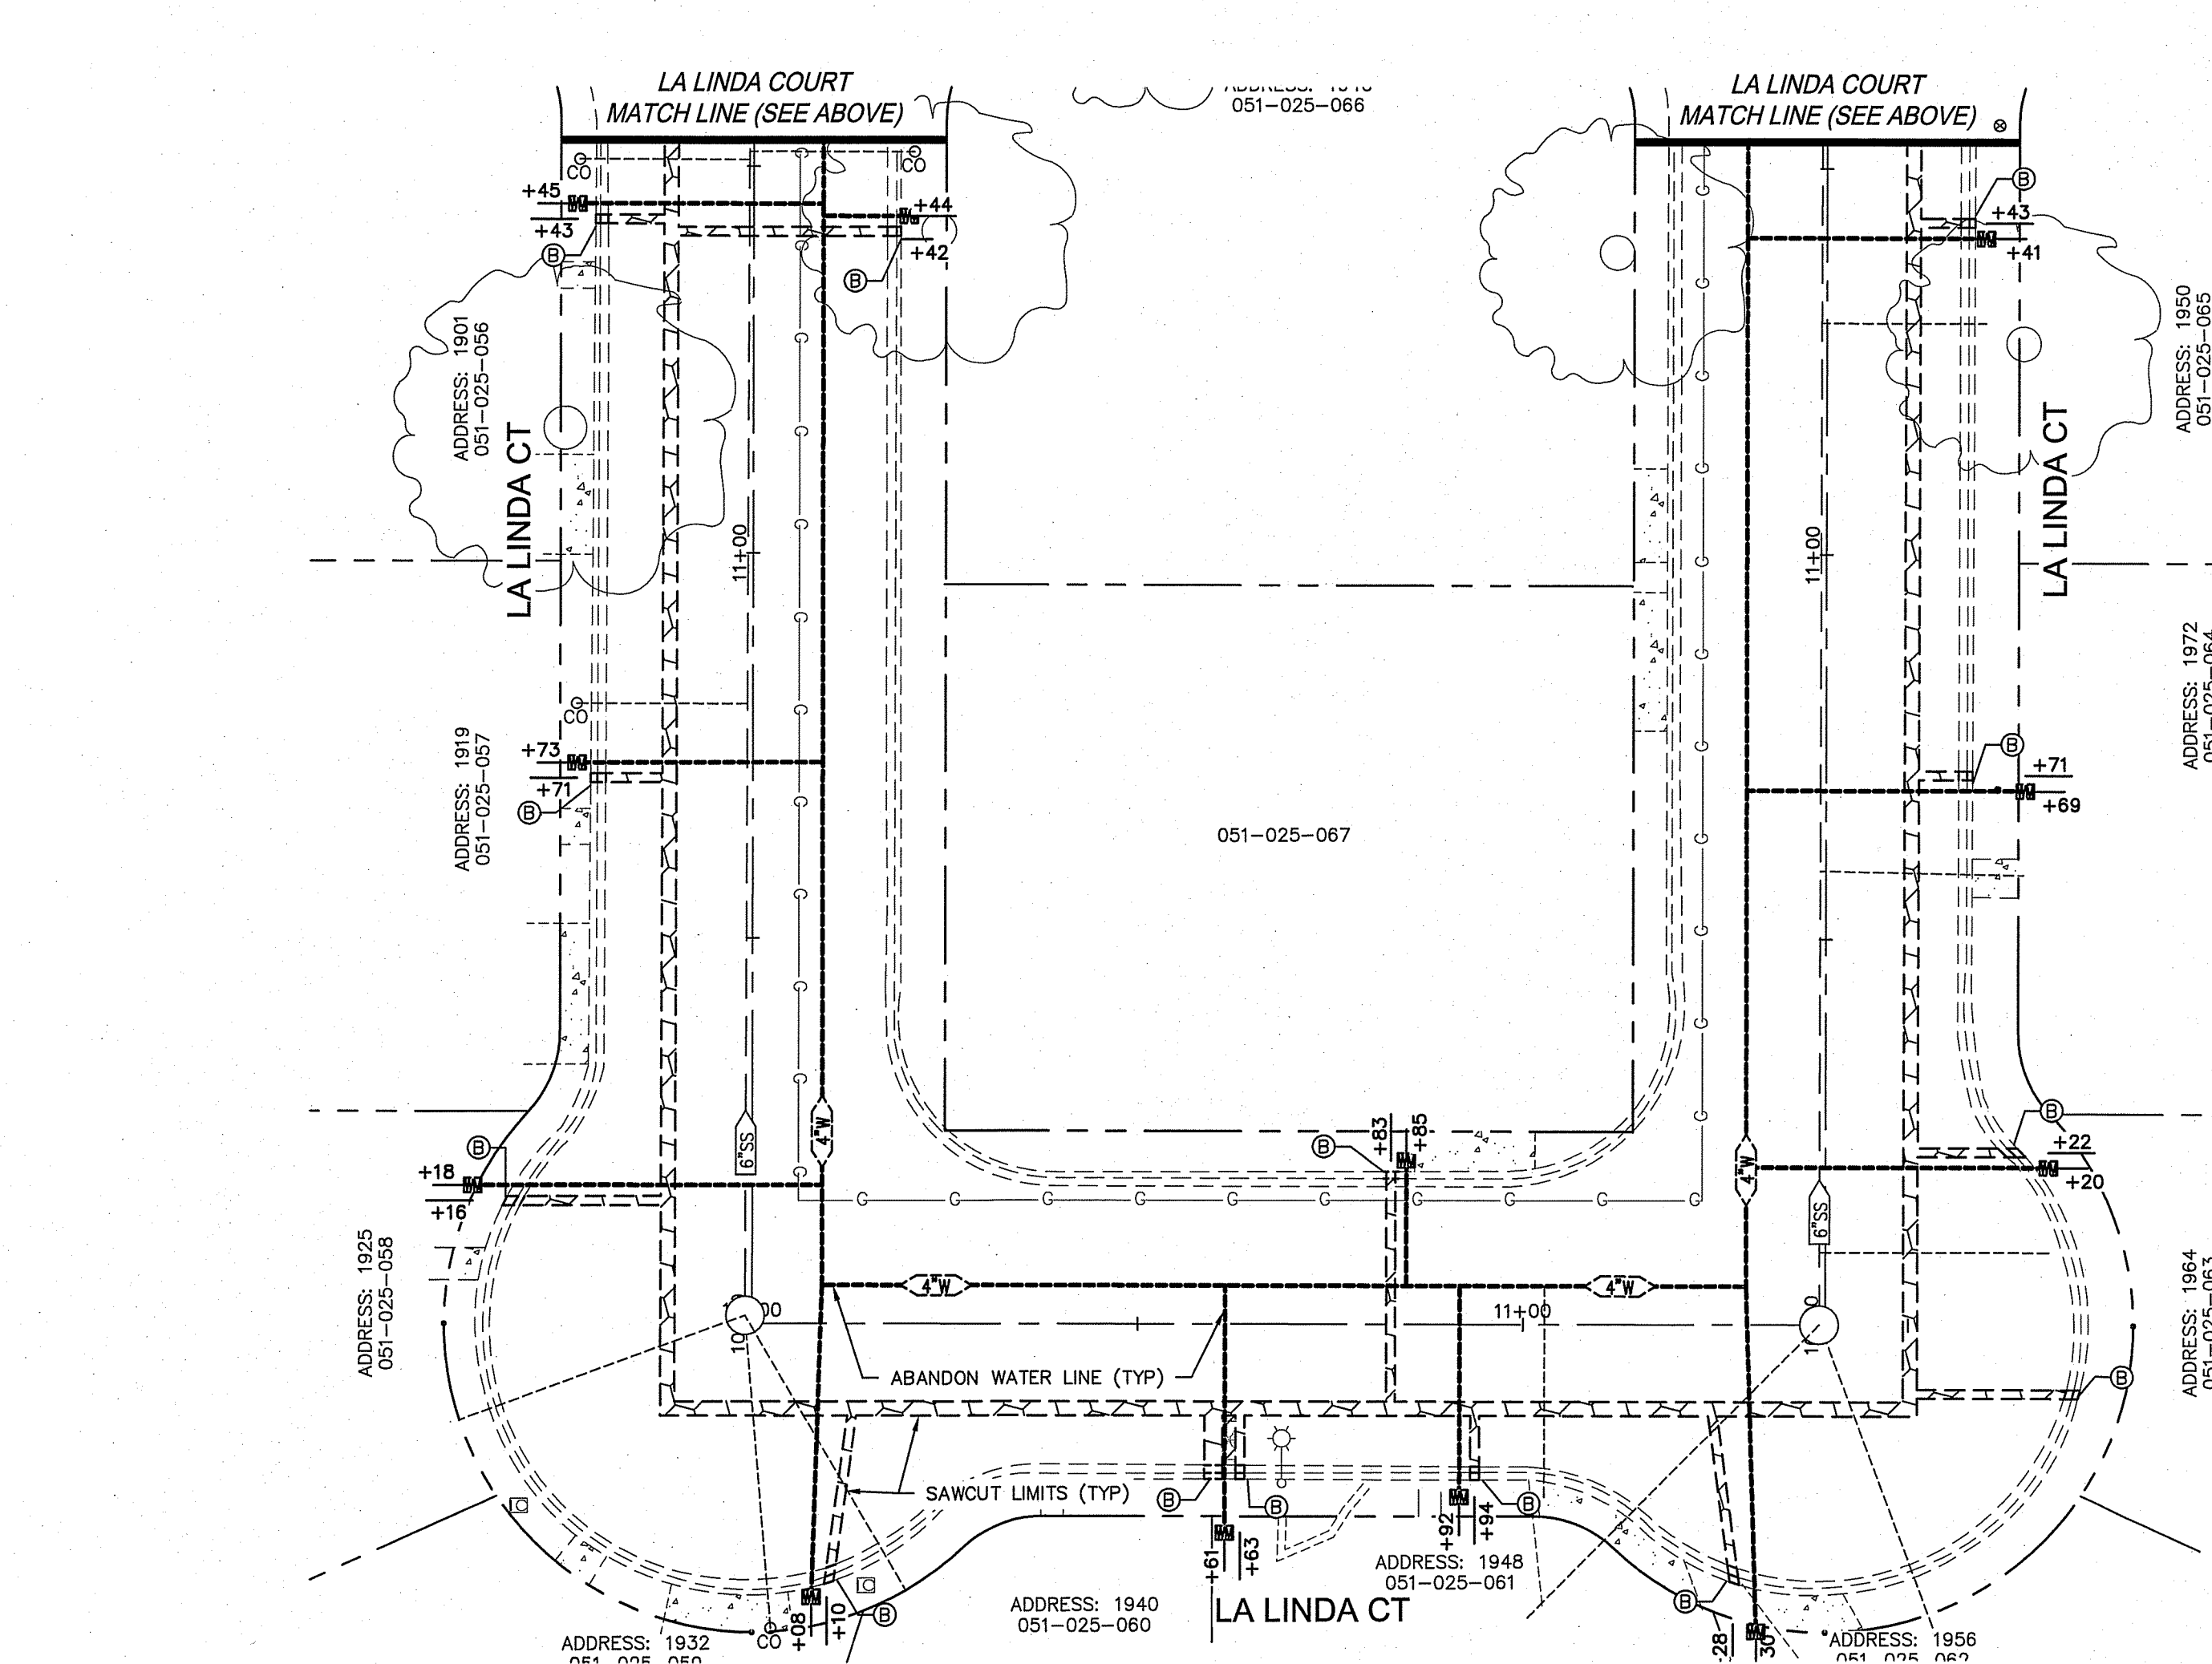 LA LINDA COURT
MATCH LINE (SEE ABOVE)
051-025-066
LA LINDA COURT
MATCH LINE (SEE ABOVE)
CO
CO
+45
+43
B
+44
+42
B
B
+43
+41
ADDRESS: 1901
051-025-056
LA LINDA CT
11+00
G
11+00
LA LINDA CT
ADDRESS: 1950
051-025-065
CO
ADDRESS: 1919
051-025-057
+73
+71
B
051-025-067
B
+71
+69
ADDRESS: 1972
B
+18
+16
6"SS
4"W
B
+83
+85
4"W
6"SS
B
+22
+20
G G G G G G G G G G
ADDRESS: 1925
051-025-058
4"W
4"W
11+00
ADDRESS: 1964
ABANDON WATER LINE (TYP)
B
SAWCUT LIMITS (TYP)
B
B
B
+61
+63
+92
+94
ADDRESS: 1948
051-025-061
B
ADDRESS: 1940
051-025-060
LA LINDA CT
CO
+08
+10
B
ADDRESS: 1932
28
30
ADDRESS: 1956